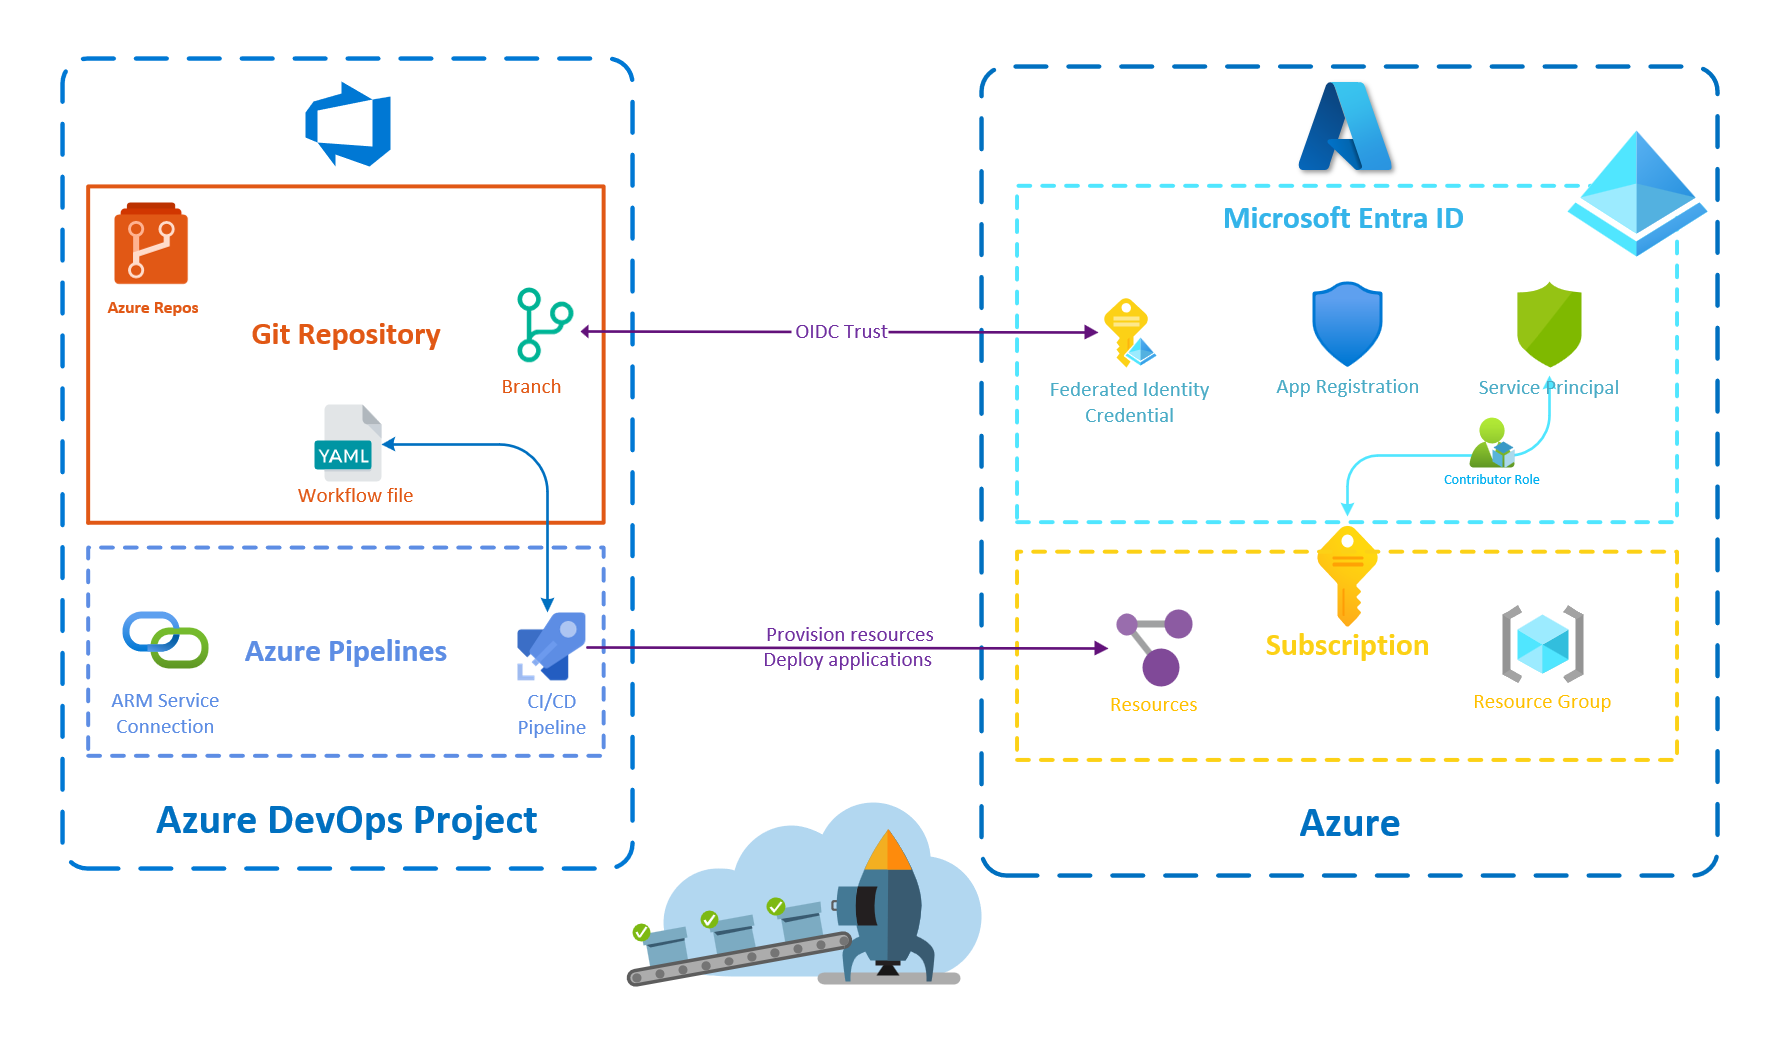 Azure Repos
Git Repository
Branch
YAML
Workflow file
ARM Service
Connection
Azure Pipelines
CI/CD
Pipeline
Azure DevOps Project
OIDC Trust
Provision resources
Deploy applications
Microsoft Entra ID
Federated Identity
Credential
App Registration
Service Principal
Contributor Role
Subscription
Resources
Resource Group
Azure